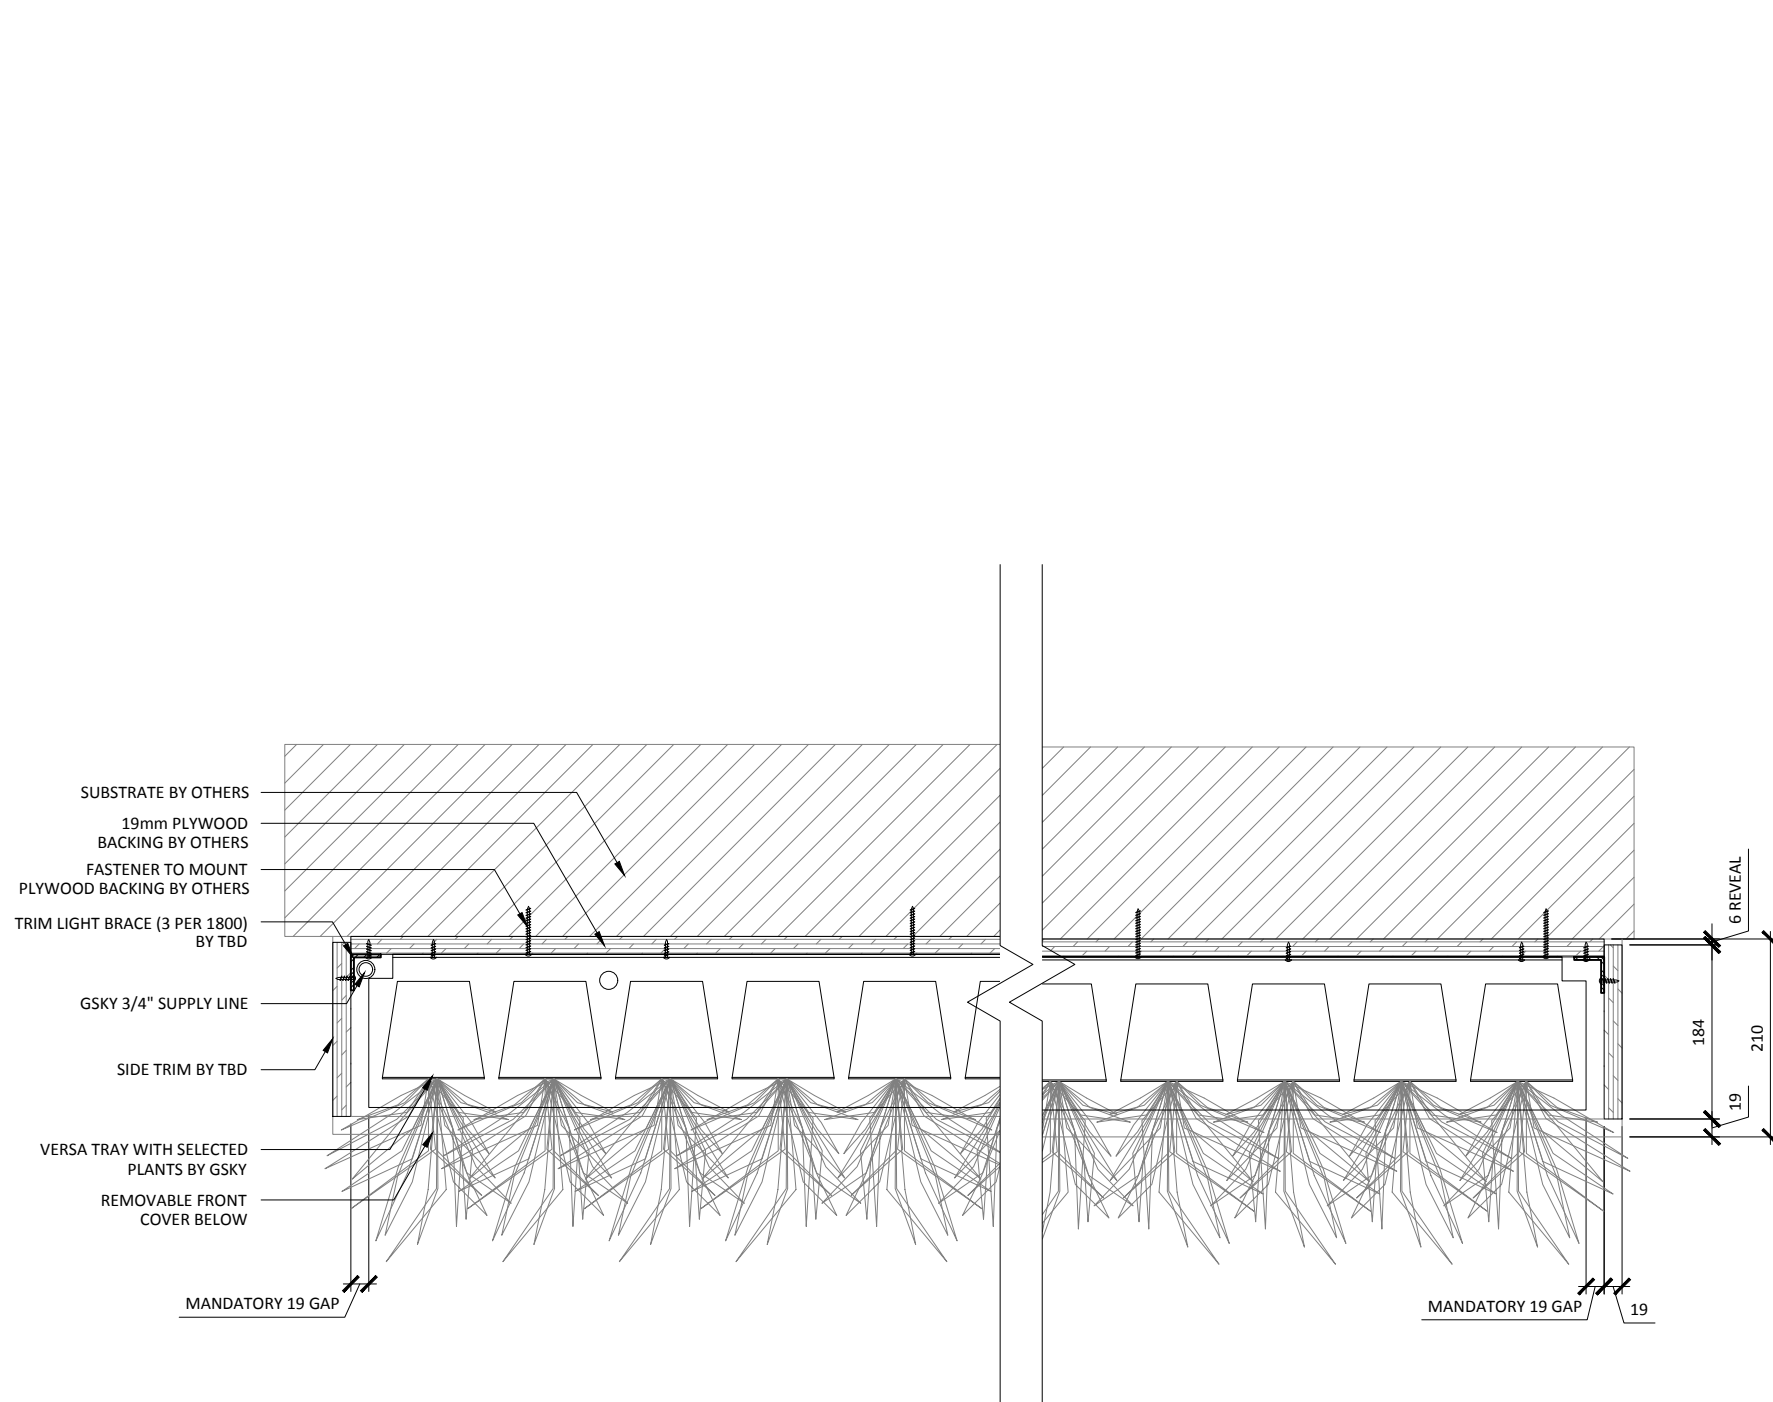 SUBSTRATE BY OTHERS
19mm PLYWOOD
BACKING BY OTHERS
FASTENER TO MOUNT
PLYWOOD BACKING BY OTHERS
TRIM LIGHT BRACE (3 PER 1800)
BY TBD
GSKY 3/4" SUPPLY LINE
SIDE TRIM BY TBD
VERSA TRAY WITH SELECTED
PLANTS BY GSKY
REMOVABLE FRONT
COVER BELOW
MANDATORY 19 GAP
MANDATORY 19 GAP
19
6 REVEAL
184
210
19